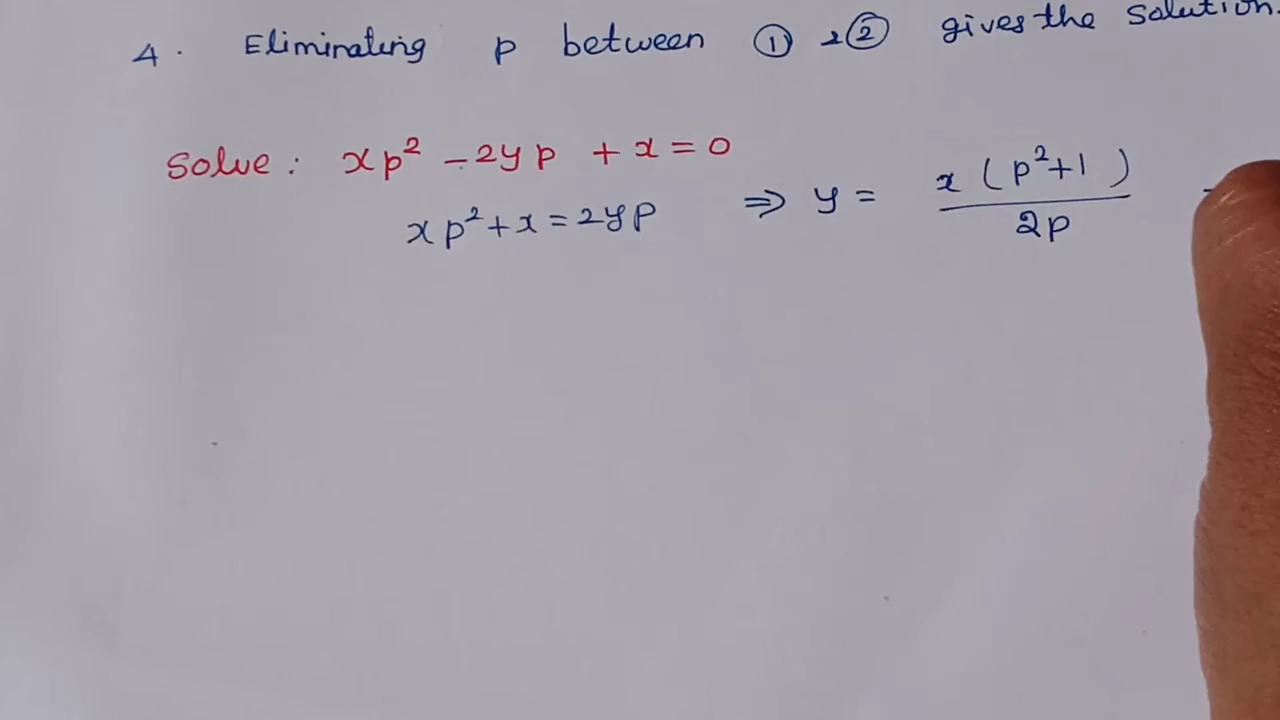 4. Eliminating p between ① & ② gives the solution.
Solve : xp² - 2yp + x = 0
xp² + x = 2yp ⇒ y = x(p²+1) / 2p